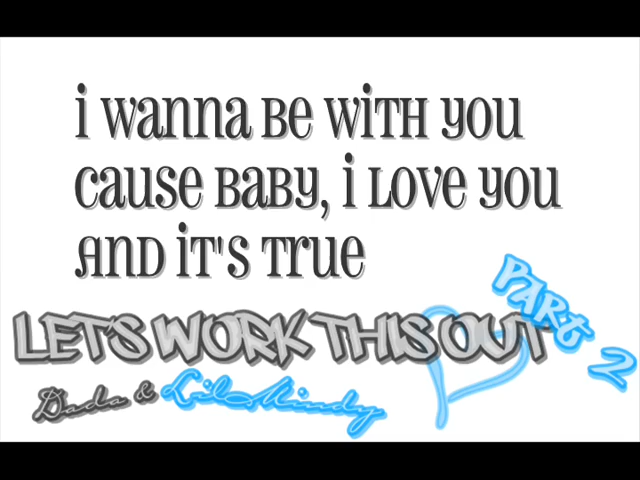 i wanna be with you
cause baby, i love you
and it's true
LET'S WORK THIS OUT
PART 2
Dada & Lil Mindy